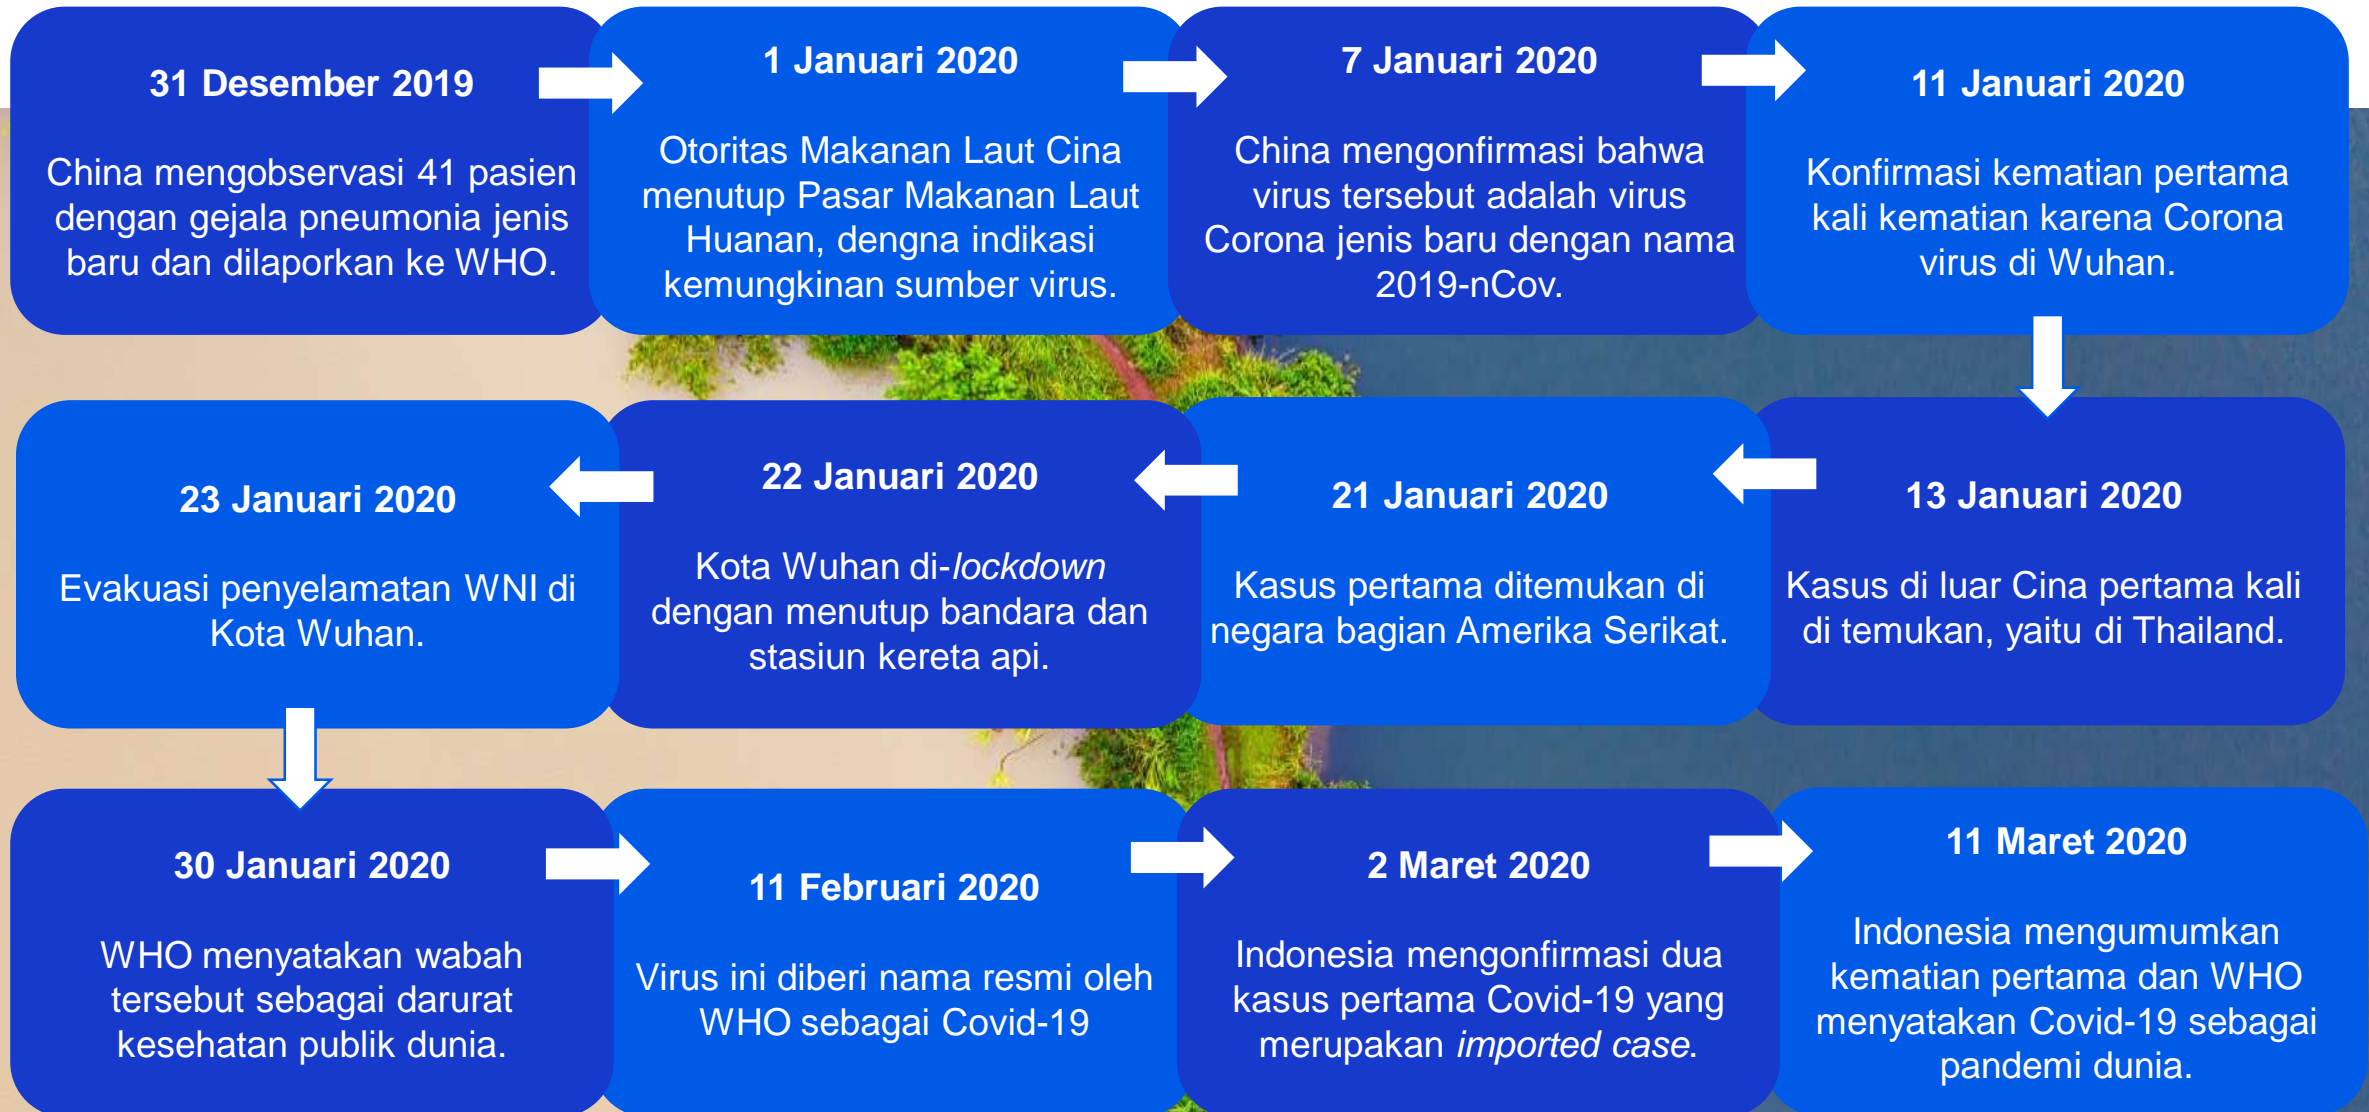 31 Desember 2019
China mengobservasi 41 pasien
dengan gejala pneumonia jenis
baru dan dilaporkan ke WHO.
1 Januari 2020
Otoritas Makanan Laut Cina
menutup Pasar Makanan Laut
Huanan, dengna indikasi
kemungkinan sumber virus.
7 Januari 2020
China mengonfirmasi bahwa
virus tersebut adalah virus
Corona jenis baru dengan nama
2019-nCov.
11 Januari 2020
Konfirmasi kematian pertama
kali kematian karena Corona
virus di Wuhan.
13 Januari 2020
Kasus di luar Cina pertama kali
di temukan, yaitu di Thailand.
21 Januari 2020
Kasus pertama ditemukan di
negara bagian Amerika Serikat.
22 Januari 2020
Kota Wuhan di-lockdown
dengan menutup bandara dan
stasiun kereta api.
23 Januari 2020
Evakuasi penyelamatan WNI di
Kota Wuhan.
30 Januari 2020
WHO menyatakan wabah
tersebut sebagai darurat
kesehatan publik dunia.
11 Februari 2020
Virus ini diberi nama resmi oleh
WHO sebagai Covid-19
2 Maret 2020
Indonesia mengonfirmasi dua
kasus pertama Covid-19 yang
merupakan imported case.
11 Maret 2020
Indonesia mengumumkan
kematian pertama dan WHO
menyatakan Covid-19 sebagai
pandemi dunia.